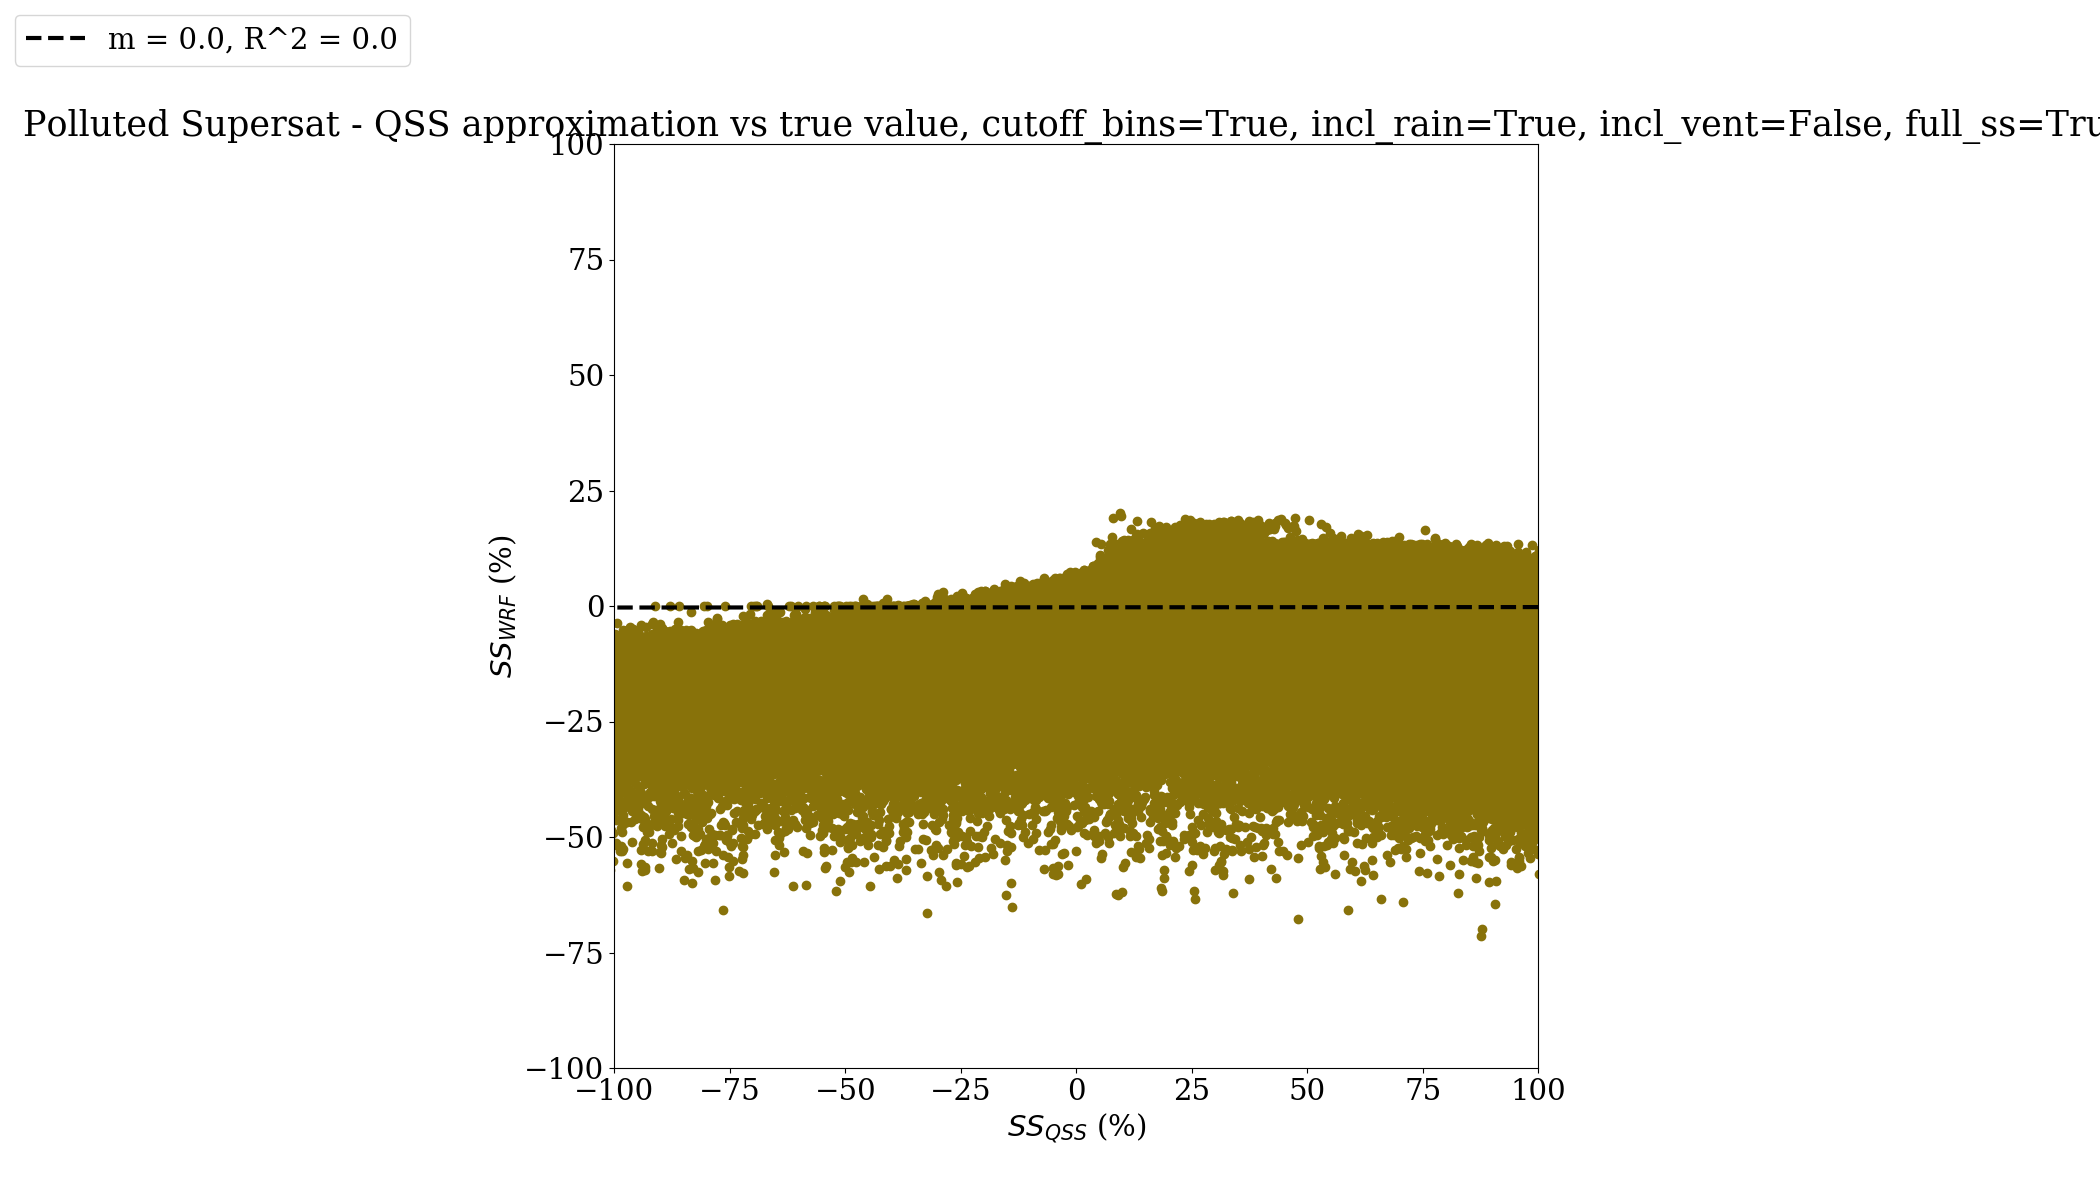 m = 0.0, R^2 = 0.0
Polluted Supersat - QSS approximation vs true value, cutoff_bins=True, incl_rain=True, incl_vent=False, full_ss=Tru
100
75
50
25
0
−25
−50
−75
−100
SS_WRF (%)
−100 −75 −50 −25 0 25 50 75 100
SS_QSS (%)